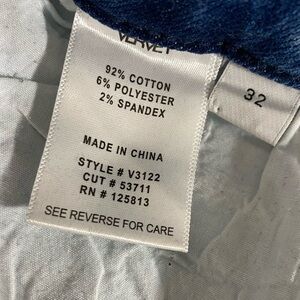 VERVET
92% COTTON
6% POLYESTER
2% SPANDEX
MADE IN CHINA
STYLE # V3122
CUT # 53711
RN # 125813
SEE REVERSE FOR CARE
32